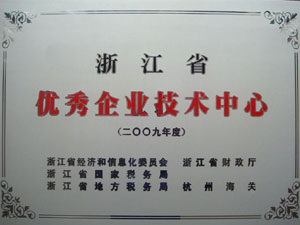 浙江省
优秀企业技术中心
（二〇〇九年度）
浙江省经济和信息化委员会 浙江省财政厅
浙江省国家税务局
浙江省地方税务局 杭州海关